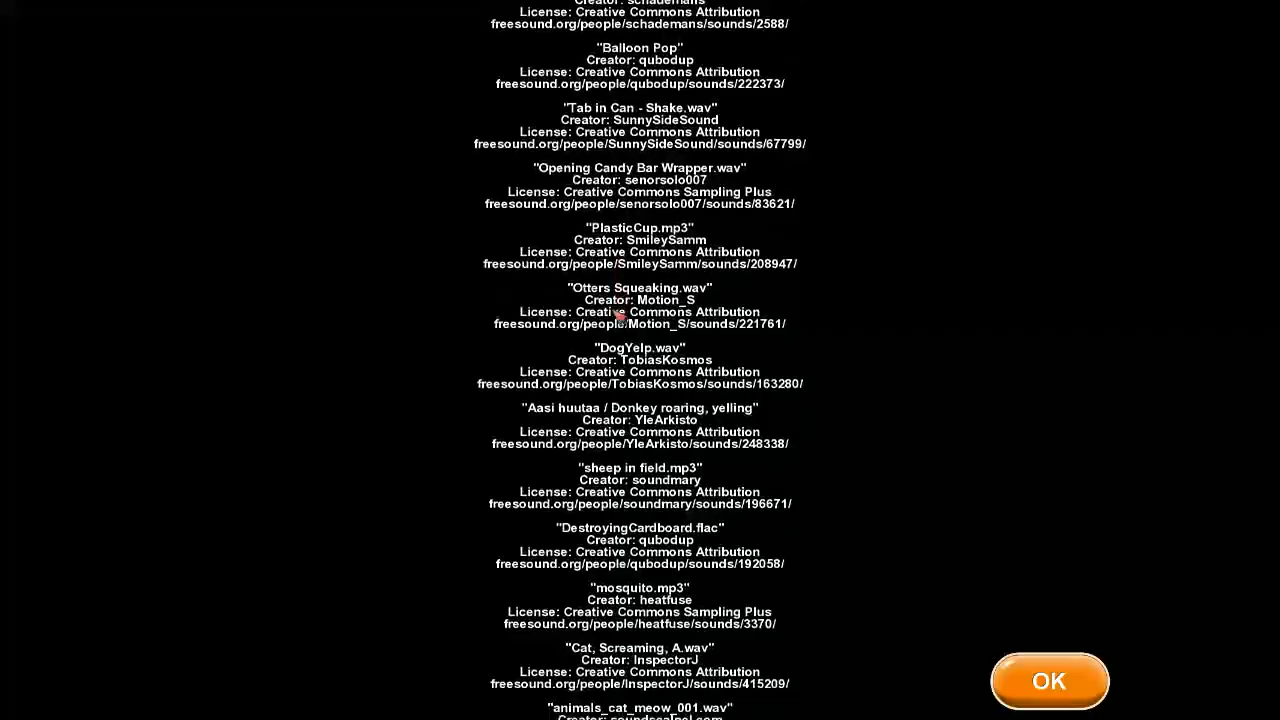 Creator: schademans
License: Creative Commons Attribution
freesound.org/people/schademans/sounds/2588/
"Balloon Pop"
Creator: qubodup
License: Creative Commons Attribution
freesound.org/people/qubodup/sounds/222373/
"Tab in Can - Shake.wav"
Creator: SunnySideSound
License: Creative Commons Attribution
freesound.org/people/SunnySideSound/sounds/67799/
"Opening Candy Bar Wrapper.wav"
Creator: senorsolo007
License: Creative Commons Sampling Plus
freesound.org/people/senorsolo007/sounds/83621/
"PlasticCup.mp3"
Creator: SmileySamm
License: Creative Commons Attribution
freesound.org/people/SmileySamm/sounds/208947/
"Otters Squeaking.wav"
Creator: Motion_S
License: Creative Commons Attribution
freesound.org/people/Motion_S/sounds/221761/
"DogYelp.wav"
Creator: TobiasKosmos
License: Creative Commons Attribution
freesound.org/people/TobiasKosmos/sounds/163280/
"Aasi huutaa / Donkey roaring, yelling"
Creator: YleArkisto
License: Creative Commons Attribution
freesound.org/people/YleArkisto/sounds/248338/
"sheep in field.mp3"
Creator: soundmary
License: Creative Commons Attribution
freesound.org/people/soundmary/sounds/196671/
"DestroyingCardboard.flac"
Creator: qubodup
License: Creative Commons Attribution
freesound.org/people/qubodup/sounds/192058/
"mosquito.mp3"
Creator: heatfuse
License: Creative Commons Sampling Plus
freesound.org/people/heatfuse/sounds/3370/
"Cat, Screaming, A.wav"
Creator: InspectorJ
License: Creative Commons Attribution
freesound.org/people/InspectorJ/sounds/415209/
"animals_cat_meow_001.wav"
Creator: soundscalpel.com
OK